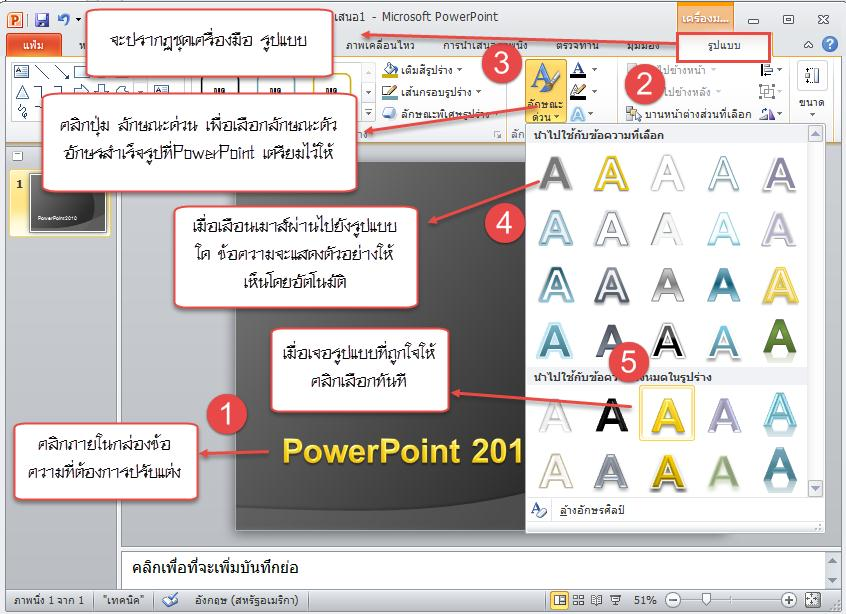 เสนอ1 - Microsoft PowerPoint
เครื่องม...
แฟ้ม
ภาพเคลื่อนไหว
การนำเสนอภาพนิ่ง
ตรวจทาน
มุมมอง
รูปแบบ
จะปรากฏชุดเครื่องมือ รูปแบบ
เติมสีรูปร่าง
เส้นกรอบรูปร่าง
ลักษณะพิเศษรูปร่าง
3
ลักษณะ
ด่วน
2
ไปข้างหน้า
ไปข้างหลัง
บานหน้าต่างส่วนที่เลือก
ขนาด
คลิกปุ่ม ลักษณะด่วน เพื่อเลือกลักษณะตัว
อักษรสำเร็จรูปที่PowerPoint เตรียมไว้ให้
นำไปใช้กับข้อความที่เลือก
1
PowerPoint 2010
เมื่อเลือนเมาส์ผ่านไปยังรูปแบบ
ใด ข้อความจะแสดงตัวอย่างให้
เห็นโดยอัตโนมัติ
4
เมื่อเจอรูปแบบที่ถูกใจให้
คลิกเลือกทันที
5
นำไปใช้กับข้อความทั้งหมดในรูปร่าง
1
คลิกภายในกล่องข้อ
ความที่ต้องการปรับแต่ง
PowerPoint 201
ล้างอักษรศิลป์
คลิกเพื่อที่จะเพิ่มบันทึกย่อ
ภาพนิ่ง 1 จาก 1
"เทคนิค"
อังกฤษ (สหรัฐอเมริกา)
51%